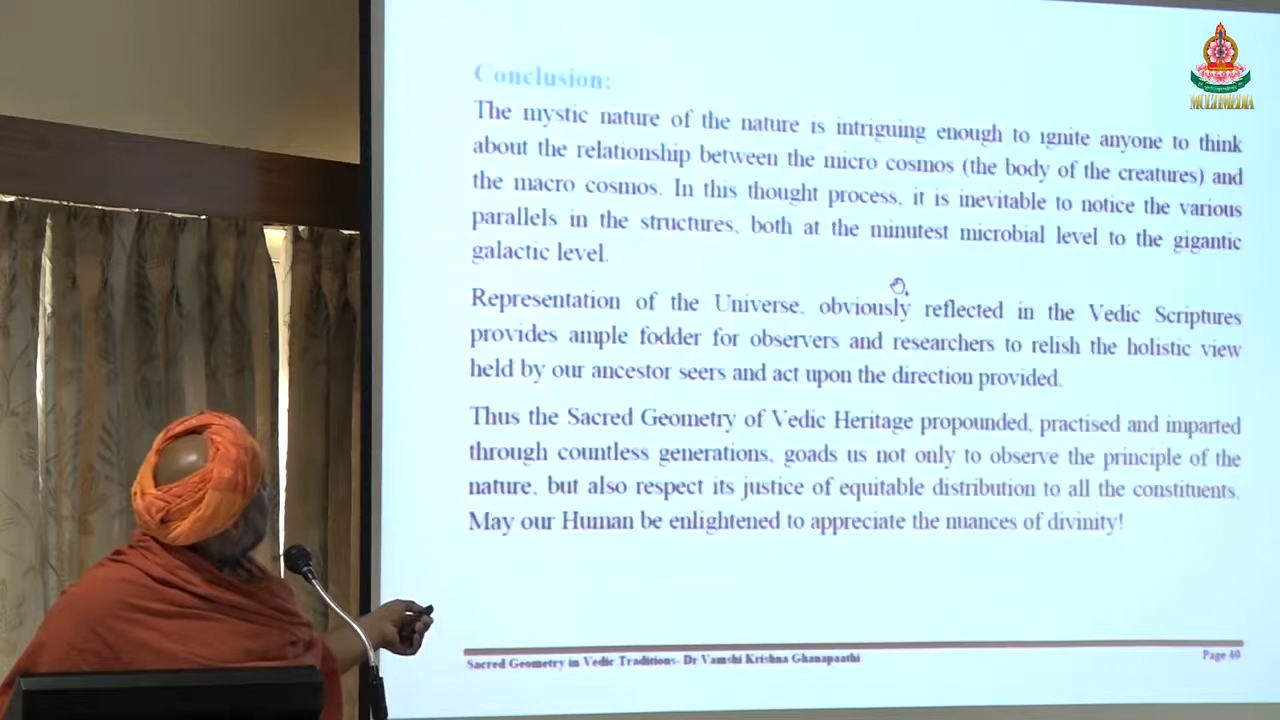 MULTIMEDIA
Conclusion:
The mystic nature of the nature is intriguing enough to ignite anyone to think
about the relationship between the micro cosmos (the body of the creatures) and
the macro cosmos. In this thought process, it is inevitable to notice the various
parallels in the structures, both at the minutest microbial level to the gigantic
galactic level.
Representation of the Universe, obviously reflected in the Vedic Scriptures
provides ample fodder for observers and researchers to relish the holistic view
held by our ancestor seers and act upon the direction provided.
Thus the Sacred Geometry of Vedic Heritage propounded, practised and imparted
through countless generations, goads us not only to observe the principle of the
nature, but also respect its justice of equitable distribution to all the constituents.
May our Human be enlightened to appreciate the nuances of divinity!
Sacred Geometry in Vedic Traditions- Dr Vamshi Krishna Ghanapaathi
Page 40